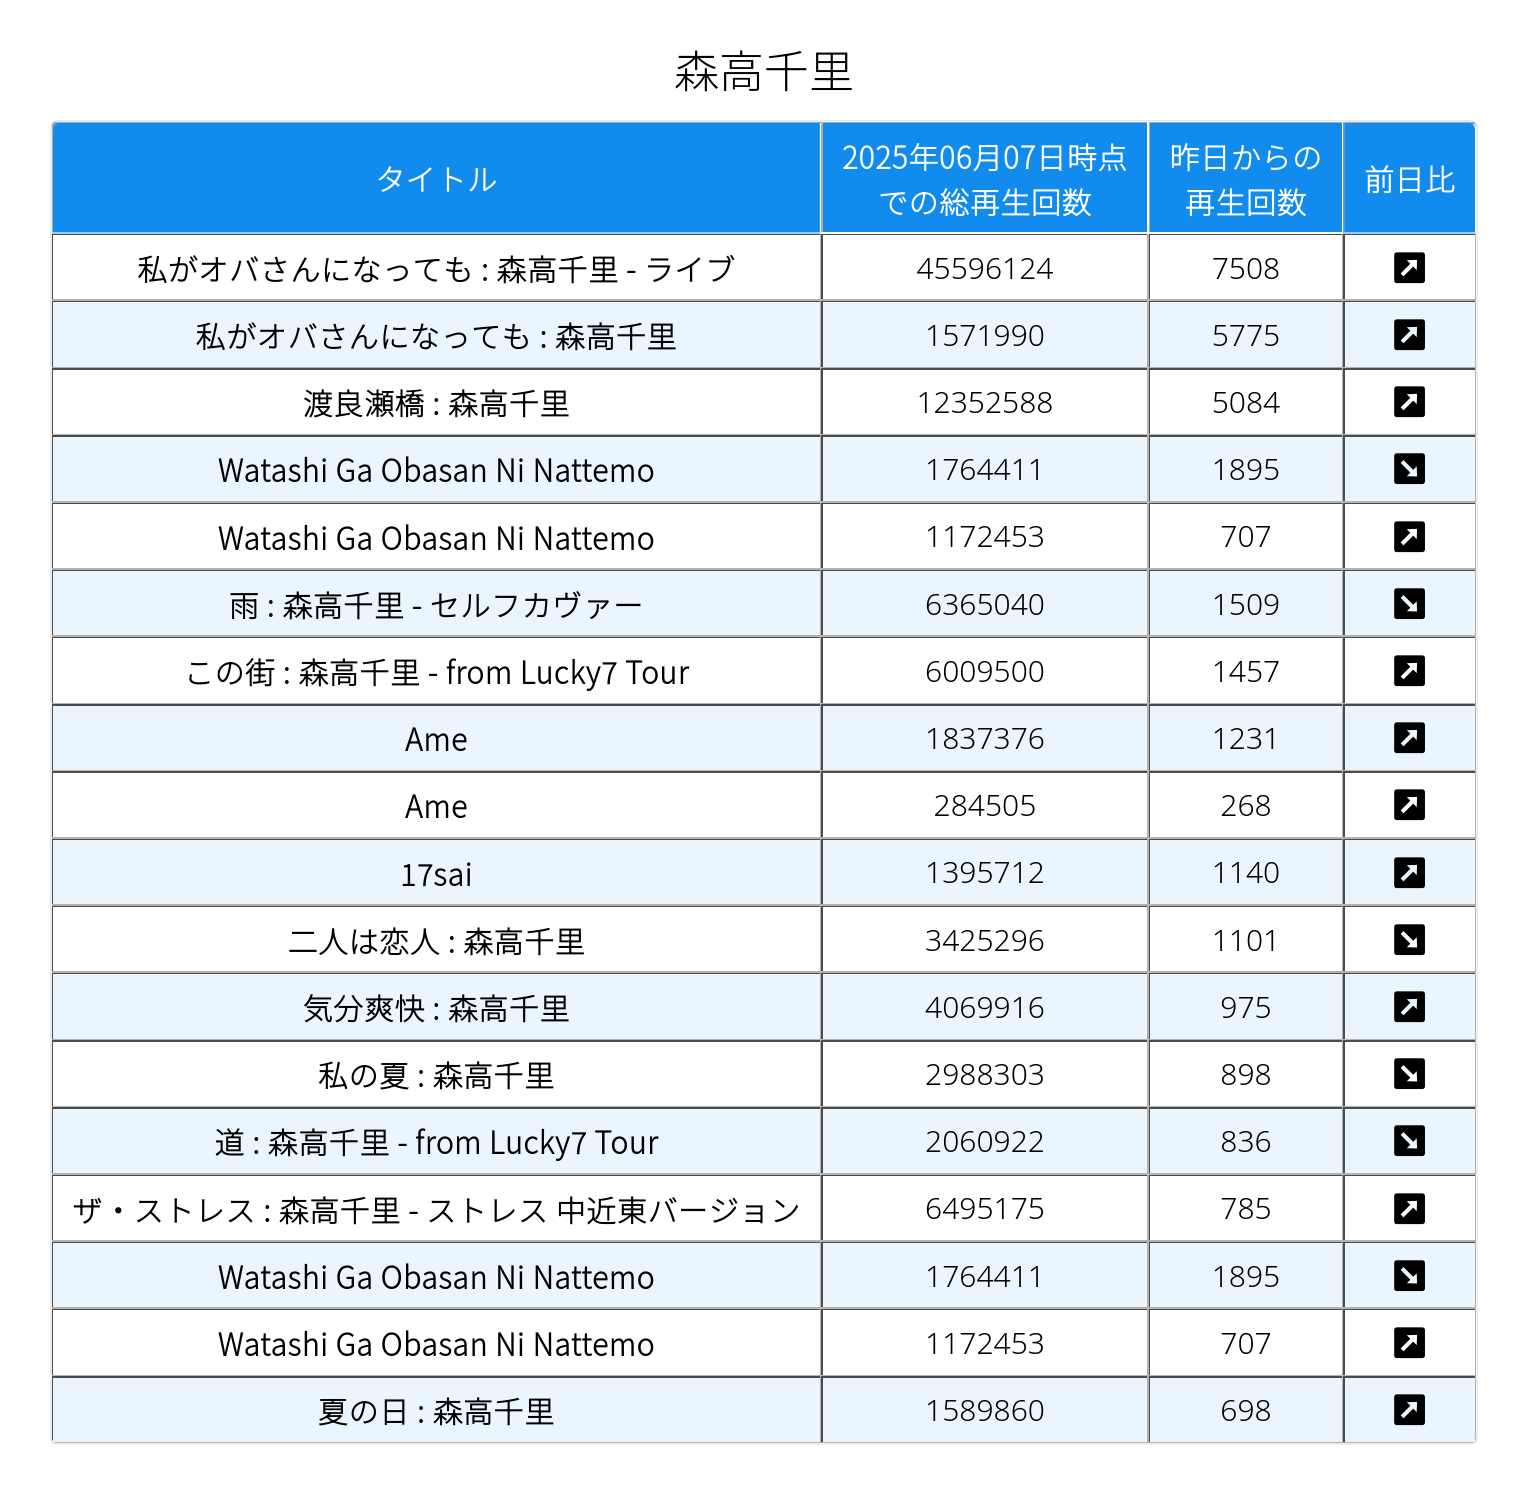 森高千里
タイトル
2025年06月07日時点
での総再生回数
昨日からの
再生回数
前日比
私がオバさんになっても : 森高千里 - ライブ 45596124 7508 ↗
私がオバさんになっても : 森高千里 1571990 5775 ↗
渡良瀬橋 : 森高千里 12352588 5084 ↗
Watashi Ga Obasan Ni Nattemo 1764411 1895 ↘
Watashi Ga Obasan Ni Nattemo 1172453 707 ↗
雨 : 森高千里 - セルフカヴァー 6365040 1509 ↘
この街 : 森高千里 - from Lucky7 Tour 6009500 1457 ↗
Ame 1837376 1231 ↗
Ame 284505 268 ↗
17sai 1395712 1140 ↗
二人は恋人 : 森高千里 3425296 1101 ↘
気分爽快 : 森高千里 4069916 975 ↗
私の夏 : 森高千里 2988303 898 ↘
道 : 森高千里 - from Lucky7 Tour 2060922 836 ↘
ザ・ストレス : 森高千里 - ストレス 中近東バージョン 6495175 785 ↗
Watashi Ga Obasan Ni Nattemo 1764411 1895 ↘
Watashi Ga Obasan Ni Nattemo 1172453 707 ↗
夏の日 : 森高千里 1589860 698 ↗